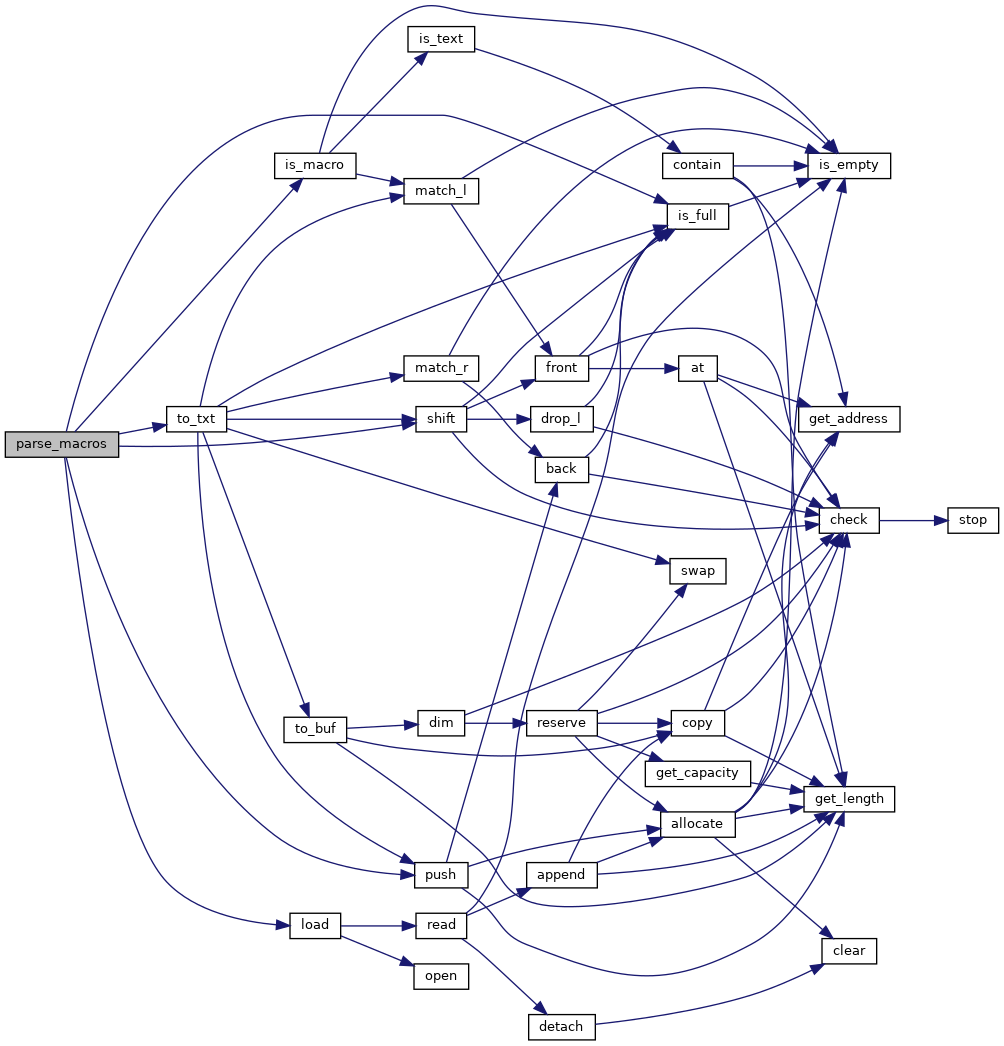 is_text
is_macro
contain
is_empty
match_l
is_full
match_r
front
at
to_txt
shift
drop_l
get_address
parse_macros
back
check
stop
swap
to_buf
dim
reserve
copy
get_capacity
get_length
allocate
push
append
load
read
clear
open
detach